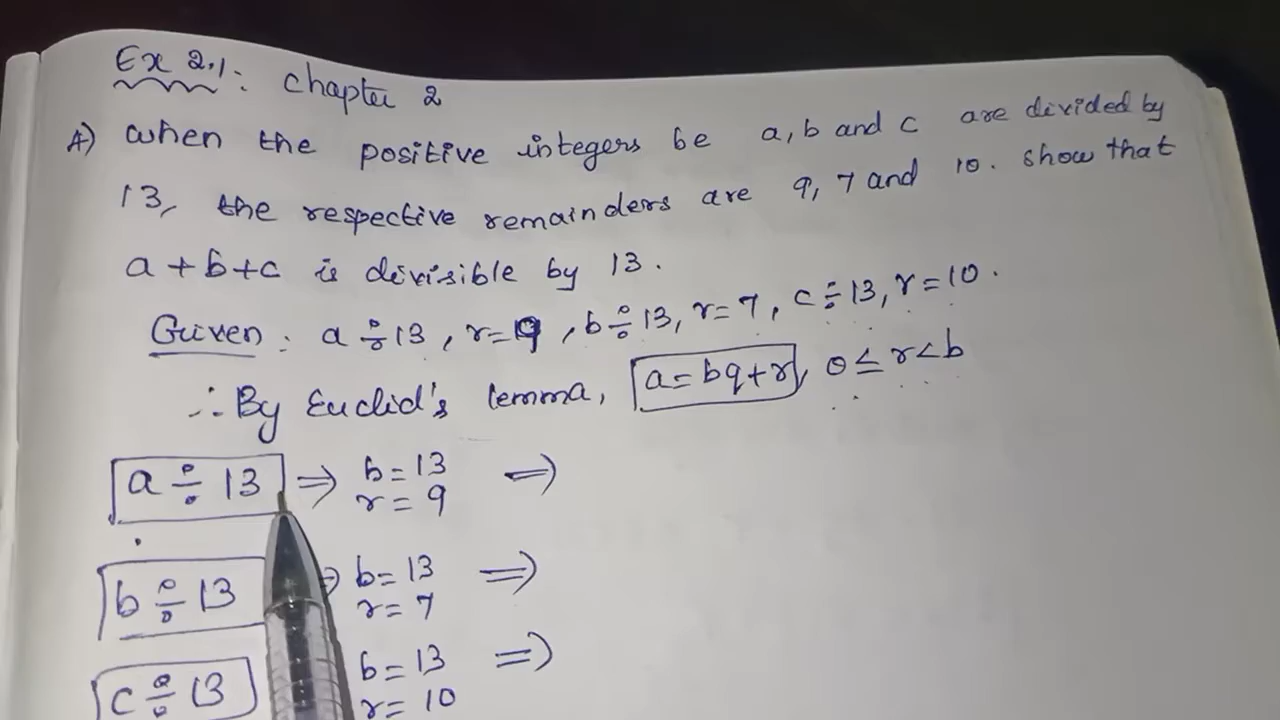 Ex 2.1: Chapter 2
A) when the positive integers be a, b and c are divided by
13, the respective remainders are 9, 7 and 10. show that
a+b+c is divisible by 13.
Given: a ÷ 13, r=9, b ÷ 13, r=7, c ÷ 13, r=10.
∴ By Euclid's lemma, a=bq+r, 0 ≤ r < b
a ÷ 13 ⇒ b=13 ⇒
r=9
b ÷ 13 ⇒ b=13 ⇒
r=7
c ÷ 13 b=13 ⇒
r=10